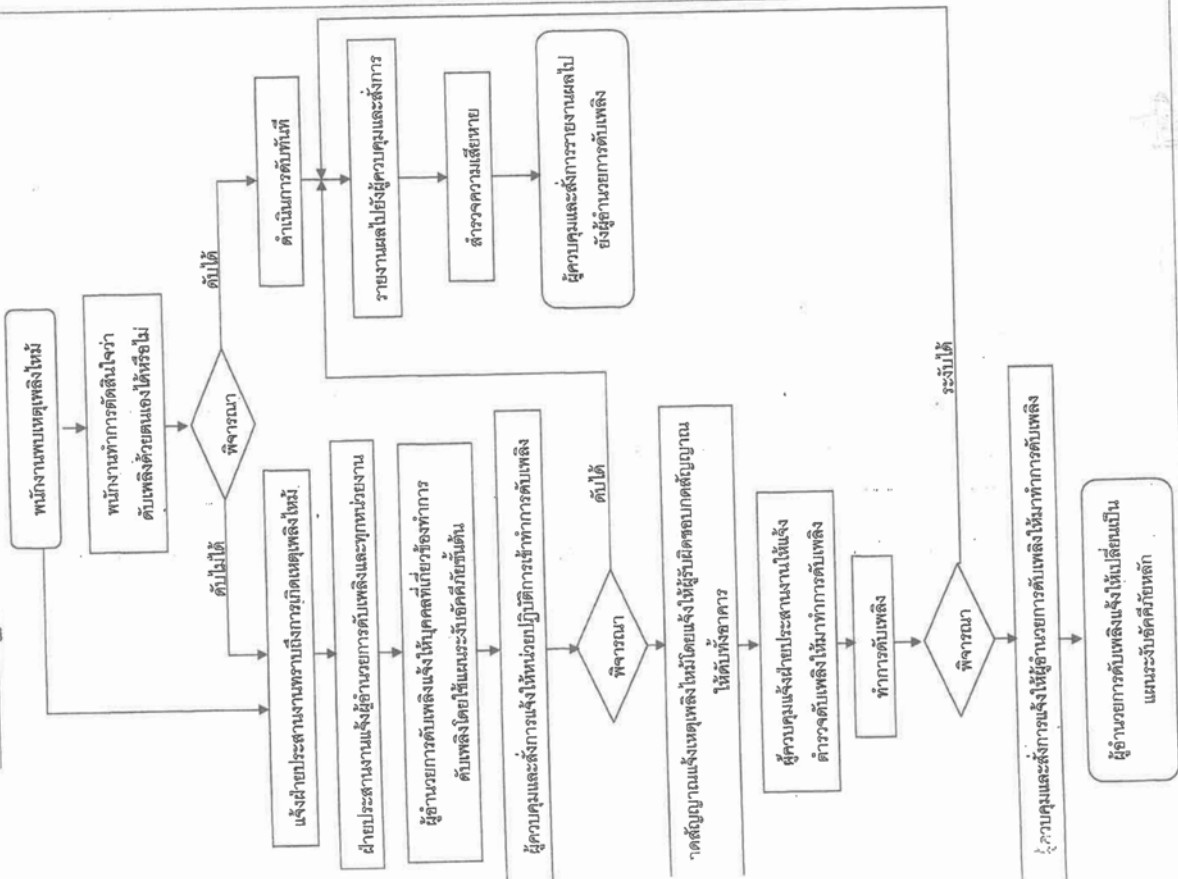 พนักงานพบเหตุเพลิงไหม้
พนักงานทำการตัดสินใจว่า
ดับเพลิงด้วยตนเองได้หรือไม่
พิจารณา
ดับได้
ดับไม่ได้
ดำเนินการดับทันที
รายงานผลไปยังผู้ควบคุมและสั่งการ
สำรวจความเสียหาย
ผู้ควบคุมและสั่งการรายงานผลไป
ยังผู้อำนวยการดับเพลิง
แจ้งฝ่ายประสานงานทราบถึงการเกิดเหตุเพลิงไหม้
ฝ่ายประสานงานแจ้งผู้อำนวยการดับเพลิงและทุกหน่วยงาน
ผู้อำนวยการดับเพลิงแจ้งให้บุคคลที่เกี่ยวข้องทำการ
ดับเพลิงโดยใช้แผนระงับอัคคีภัยขั้นต้น
ผู้ควบคุมและสั่งการแจ้งให้หน่วยปฏิบัติการเข้าทำการดับเพลิง
พิจารณา
ดับได้
กดสัญญาณแจ้งเหตุเพลิงไหม้โดยแจ้งให้ผู้รับผิดชอบกดสัญญาณ
ให้ดับทั้งอาคาร
ผู้ควบคุมแจ้งฝ่ายประสานงานให้แจ้ง
ตำรวจดับเพลิงให้มาทำการดับเพลิง
ทำการดับเพลิง
พิจารณา
ระงับได้
ผู้ควบคุมและสั่งการแจ้งให้ผู้อำนวยการดับเพลิงให้มาทำการดับเพลิง
ผู้อำนวยการดับเพลิงแจ้งให้เปลี่ยนเป็น
แผนระงับอัคคีภัยหลัก